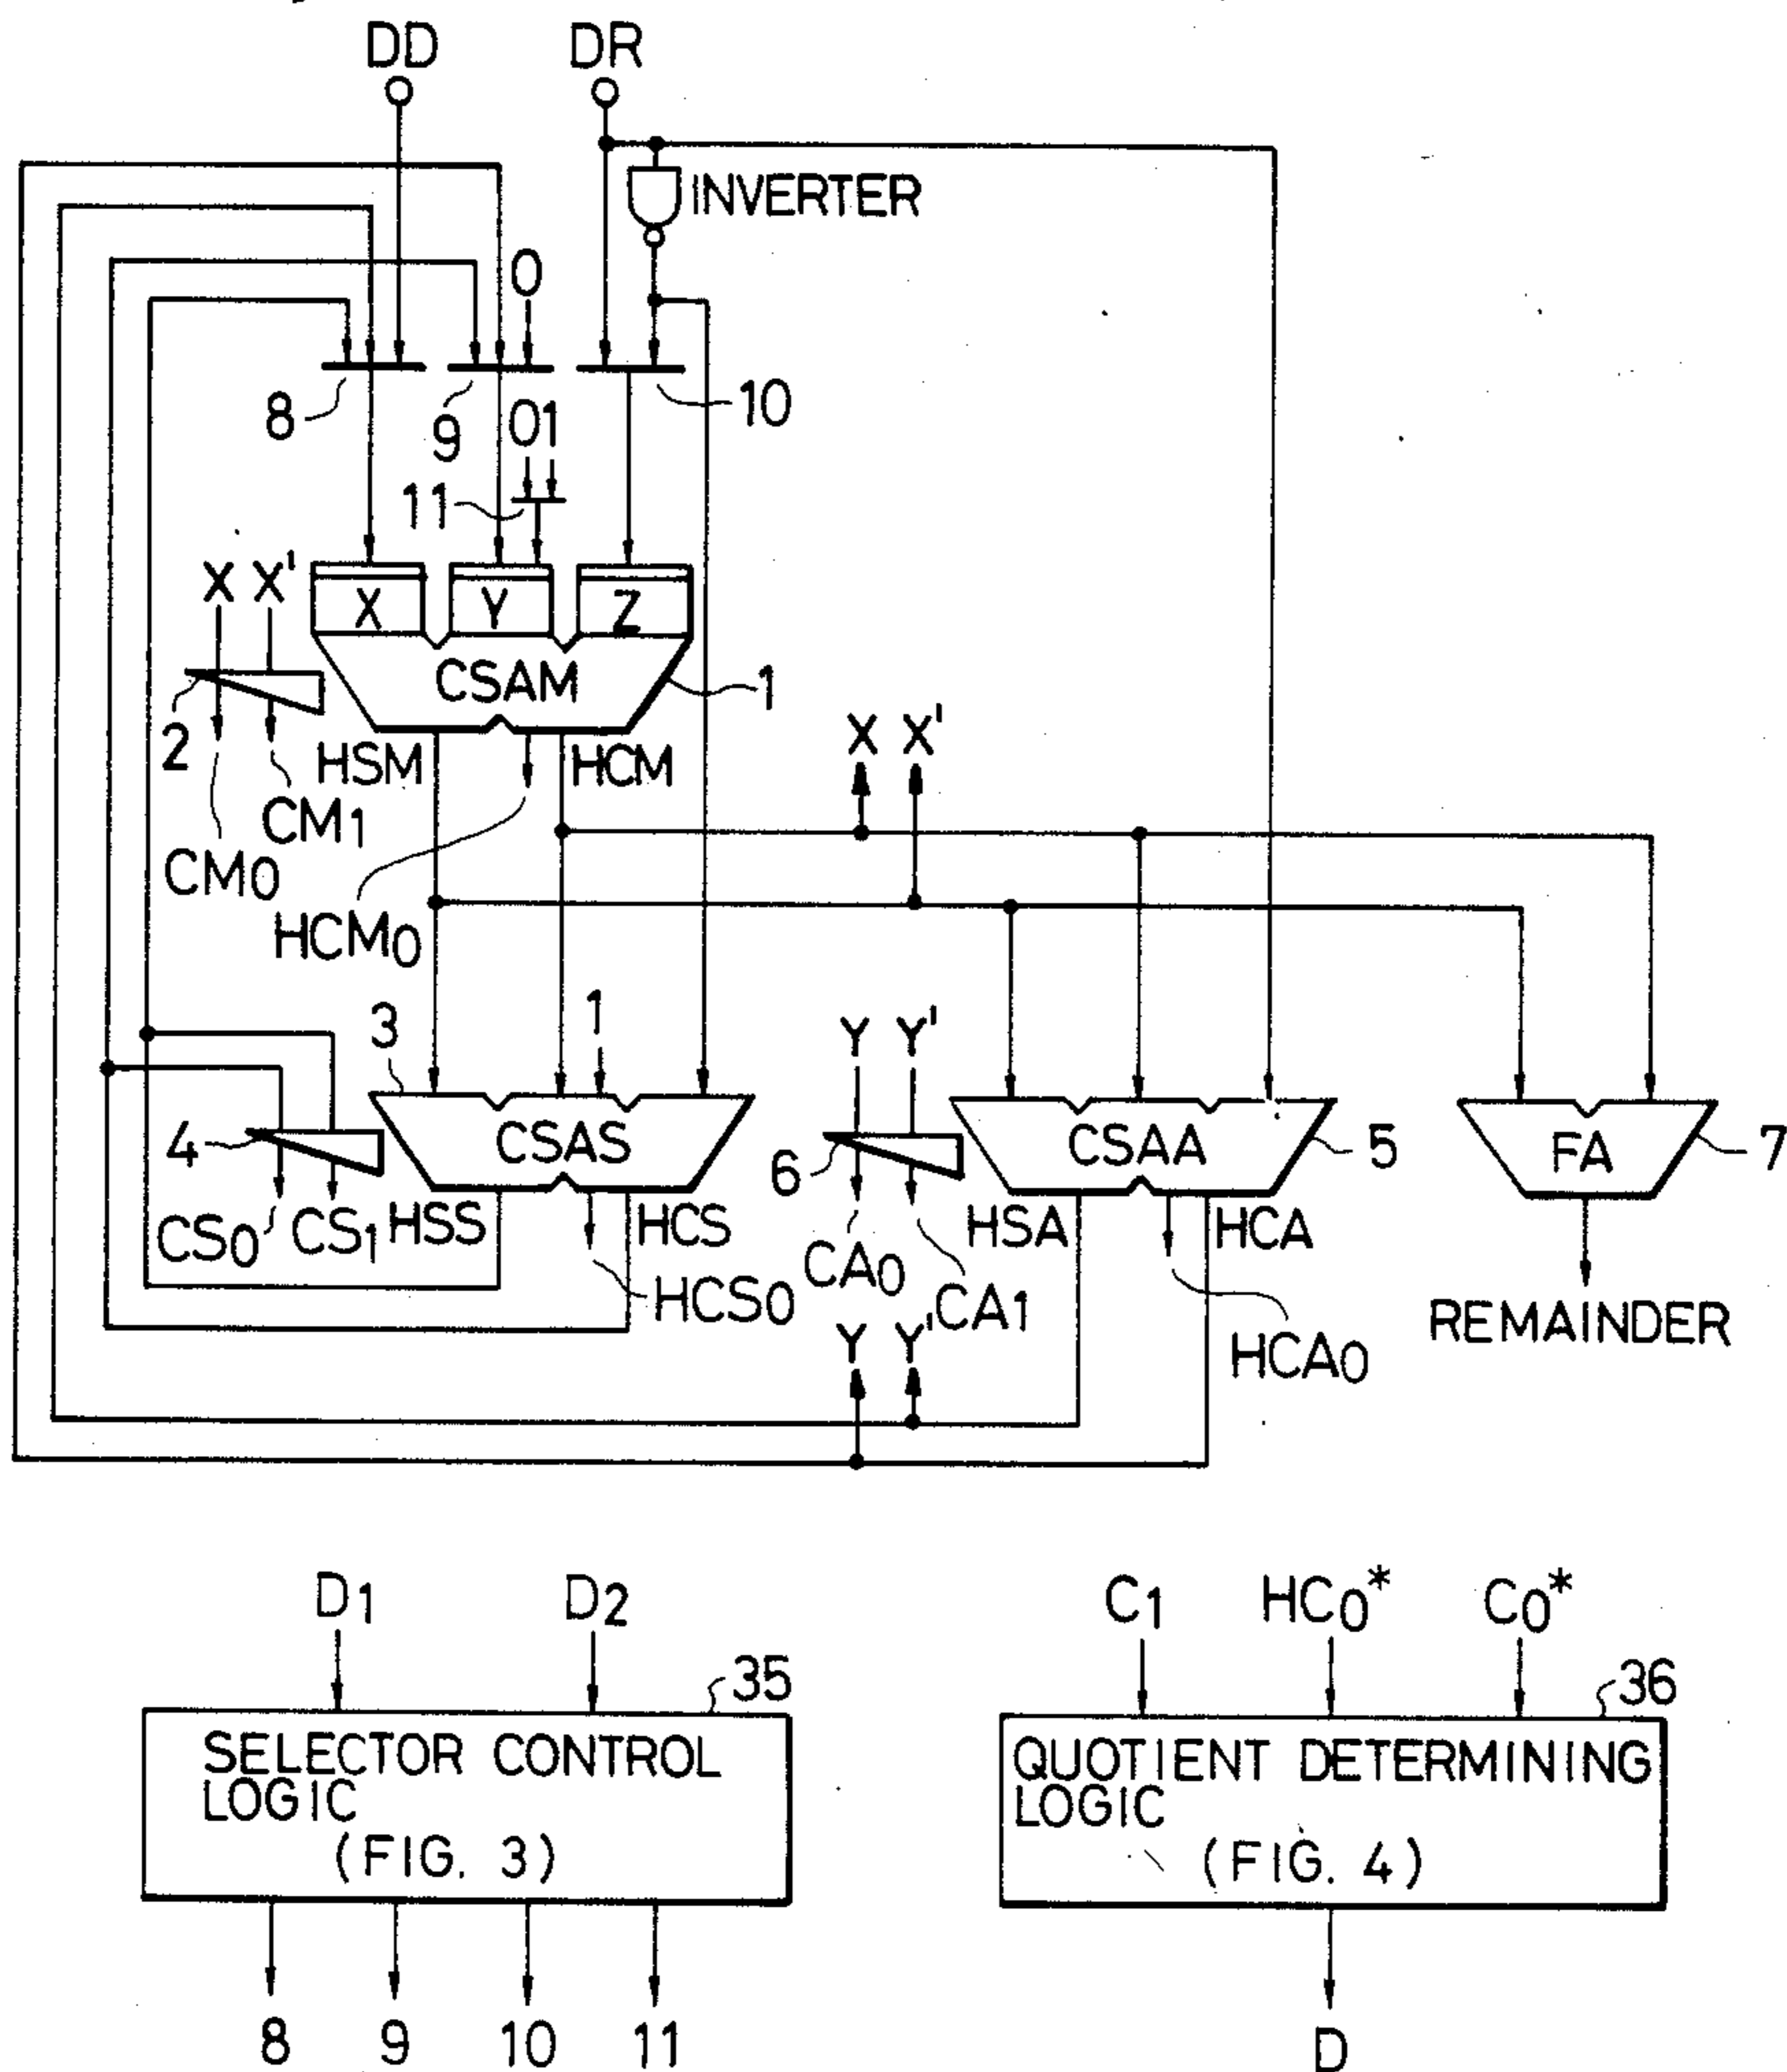 DD DR
INVERTER
0
8 9 10
01
11
X X' X Y Z
CSAM 1
2 HSM HCM X X'
CM1
CM0
HCM0
3 1 Y Y'
4 CSAS 6 CSAA 5 FA 7
CS0 CS1 HSS HCS HSA HCA
HCS0 CA0 CA1
REMAINDER
Y Y' HCA0
D1 D2 C1 HC0* C0*
35 36
SELECTOR CONTROL
LOGIC
(FIG. 3)
QUOTIENT DETERMINING
LOGIC
(FIG. 4)
8 9 10 11 D